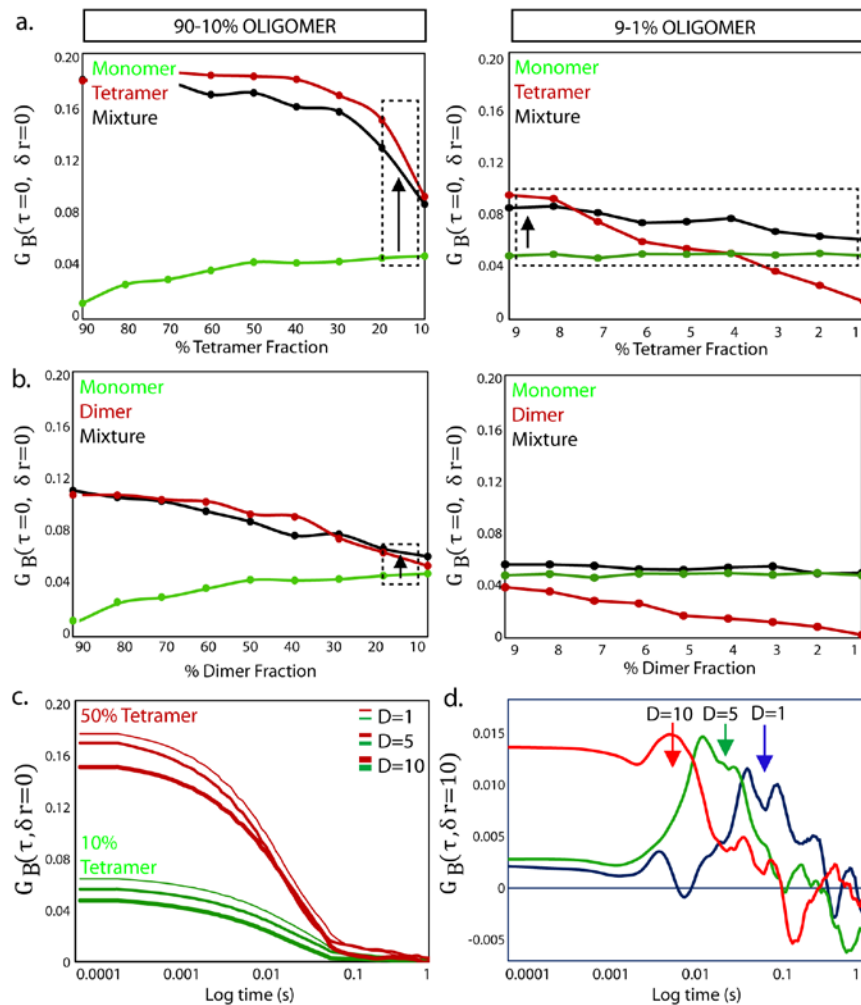 a.
90-10% OLIGOMER
9-1% OLIGOMER
G_B(τ=0, δr=0)
0.20
0.16
0.12
0.08
0.04
0
Monomer
Tetramer
Mixture
90 80 70 60 50 40 30 20 10
% Tetramer Fraction
G_B(τ=0, δr=0)
0.20
0.16
0.12
0.08
0.04
0
Monomer
Tetramer
Mixture
9 8 7 6 5 4 3 2 1
% Tetramer Fraction
b.
G_B(τ=0, δr=0)
0.20
0.16
0.12
0.08
0.04
0
Monomer
Dimer
Mixture
90 80 70 60 50 40 30 20 10
% Dimer Fraction
G_B(τ=0, δr=0)
0.20
0.16
0.12
0.08
0.04
0
Monomer
Dimer
Mixture
9 8 7 6 5 4 3 2 1
% Dimer Fraction
c.
G_B(τ,δr=0)
0.20
0.16
0.12
0.08
0.04
0
50% Tetramer
D=1
D=5
D=10
10%
Tetramer
0.0001 0.001 0.01 0.1 1
Log time (s)
d.
G_B(τ,δr=10)
0.015
0.010
0.005
0
-0.005
D=10 D=5 D=1
0.0001 0.001 0.01 0.1 1
Log time (s)